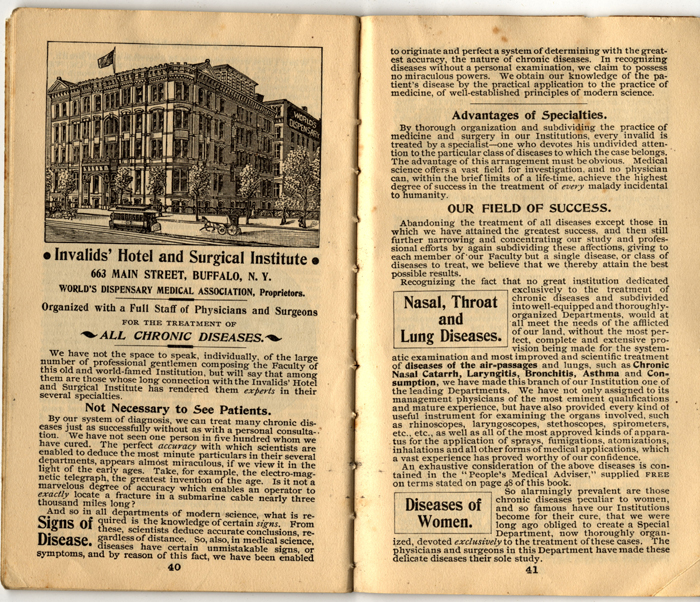 WORLD'S
DISPENSARY
• Invalids' Hotel and Surgical Institute •
663 MAIN STREET, BUFFALO, N. Y.
WORLD'S DISPENSARY MEDICAL ASSOCIATION, Proprietors.
Organized with a Full Staff of Physicians and Surgeons
FOR THE TREATMENT OF
ALL CHRONIC DISEASES.
We have not the space to speak, individually, of the large
number of professional gentlemen composing the Faculty of
this old and world-famed Institution, but will say that among
them are those whose long connection with the Invalids' Hotel
and Surgical Institute has rendered them experts in their
several specialties.
Not Necessary to See Patients.
By our system of diagnosis, we can treat many chronic dis-
eases just as successfully without as with a personal consulta-
tion. We have not seen one person in five hundred whom we
have cured. The perfect accuracy with which scientists are
enabled to deduce the most minute particulars in their several
departments, appears almost miraculous, if we view it in the
light of the early ages. Take, for example, the electro-mag-
netic telegraph, the greatest invention of the age. Is it not a
marvelous degree of accuracy which enables an operator to
exactly locate a fracture in a submarine cable nearly three
thousand miles long?
And so in all departments of modern science, what is re-
Signs of
Disease.
quired is the knowledge of certain signs. From
these, scientists deduce accurate conclusions, re-
gardless of distance. So, also, in medical science,
diseases have certain unmistakable signs, or
symptoms, and by reason of this fact, we have been enabled
40
to originate and perfect a system of determining with the great-
est accuracy, the nature of chronic diseases. In recognizing
diseases without a personal examination, we claim to possess
no miraculous powers. We obtain our knowledge of the pa-
tient's disease by the practical application to the practice of
medicine, of well-established principles of modern science.
Advantages of Specialties.
By thorough organization and subdividing the practice of
medicine and surgery in our Institutions, every invalid is
treated by a specialist—one who devotes his undivided atten-
tion to the particular class of diseases to which the case belongs.
The advantage of this arrangement must be obvious. Medical
science offers a vast field for investigation, and no physician
can, within the brief limits of a life-time, achieve the highest
degree of success in the treatment of every malady incidental
to humanity.
OUR FIELD OF SUCCESS.
Abandoning the treatment of all diseases except those in
which we have attained the greatest success, and then still
further narrowing and concentrating our study and profes-
sional efforts by again subdividing these affections, giving to
each member of our Faculty but a single disease, or class of
diseases to treat, we believe that we thereby attain the best
possible results.
Recognizing the fact that no great institution dedicated
Nasal, Throat
and
Lung Diseases.
exclusively to the treatment of
chronic diseases and subdivided
into well-equipped and thoroughly-
organized Departments, would at
all meet the needs of the afflicted
of our land, without the most per-
fect, complete and extensive pro-
vision being made for the system-
atic examination and most improved and scientific treatment
of diseases of the air-passages and lungs, such as Chronic
Nasal Catarrh, Laryngitis, Bronchitis, Asthma and Con-
sumption, we have made this branch of our Institution one of
the leading Departments. We have not only assigned to its
management physicians of the most eminent qualifications
and mature experience, but have also provided every kind of
useful instrument for examining the organs involved, such
as rhinoscopes, laryngoscopes, stethoscopes, spirometers,
etc., etc., as well as all of the most approved kinds of appara-
tus for the application of sprays, fumigations, atomizations,
inhalations and all other forms of medical applications, which
a vast experience has proved worthy of our confidence.
An exhaustive consideration of the above diseases is con-
tained in the "People's Medical Adviser," supplied FREE
on terms stated on page 48 of this book.
Diseases of
Women.
So alarmingly prevalent are those
chronic diseases peculiar to women,
and so famous have our Institutions
become for their cure, that we were
long ago obliged to create a Special
Department, now thoroughly organ-
ized, devoted exclusively to the treatment of these cases. The
physicians and surgeons in this Department have made these
delicate diseases their sole study.
41